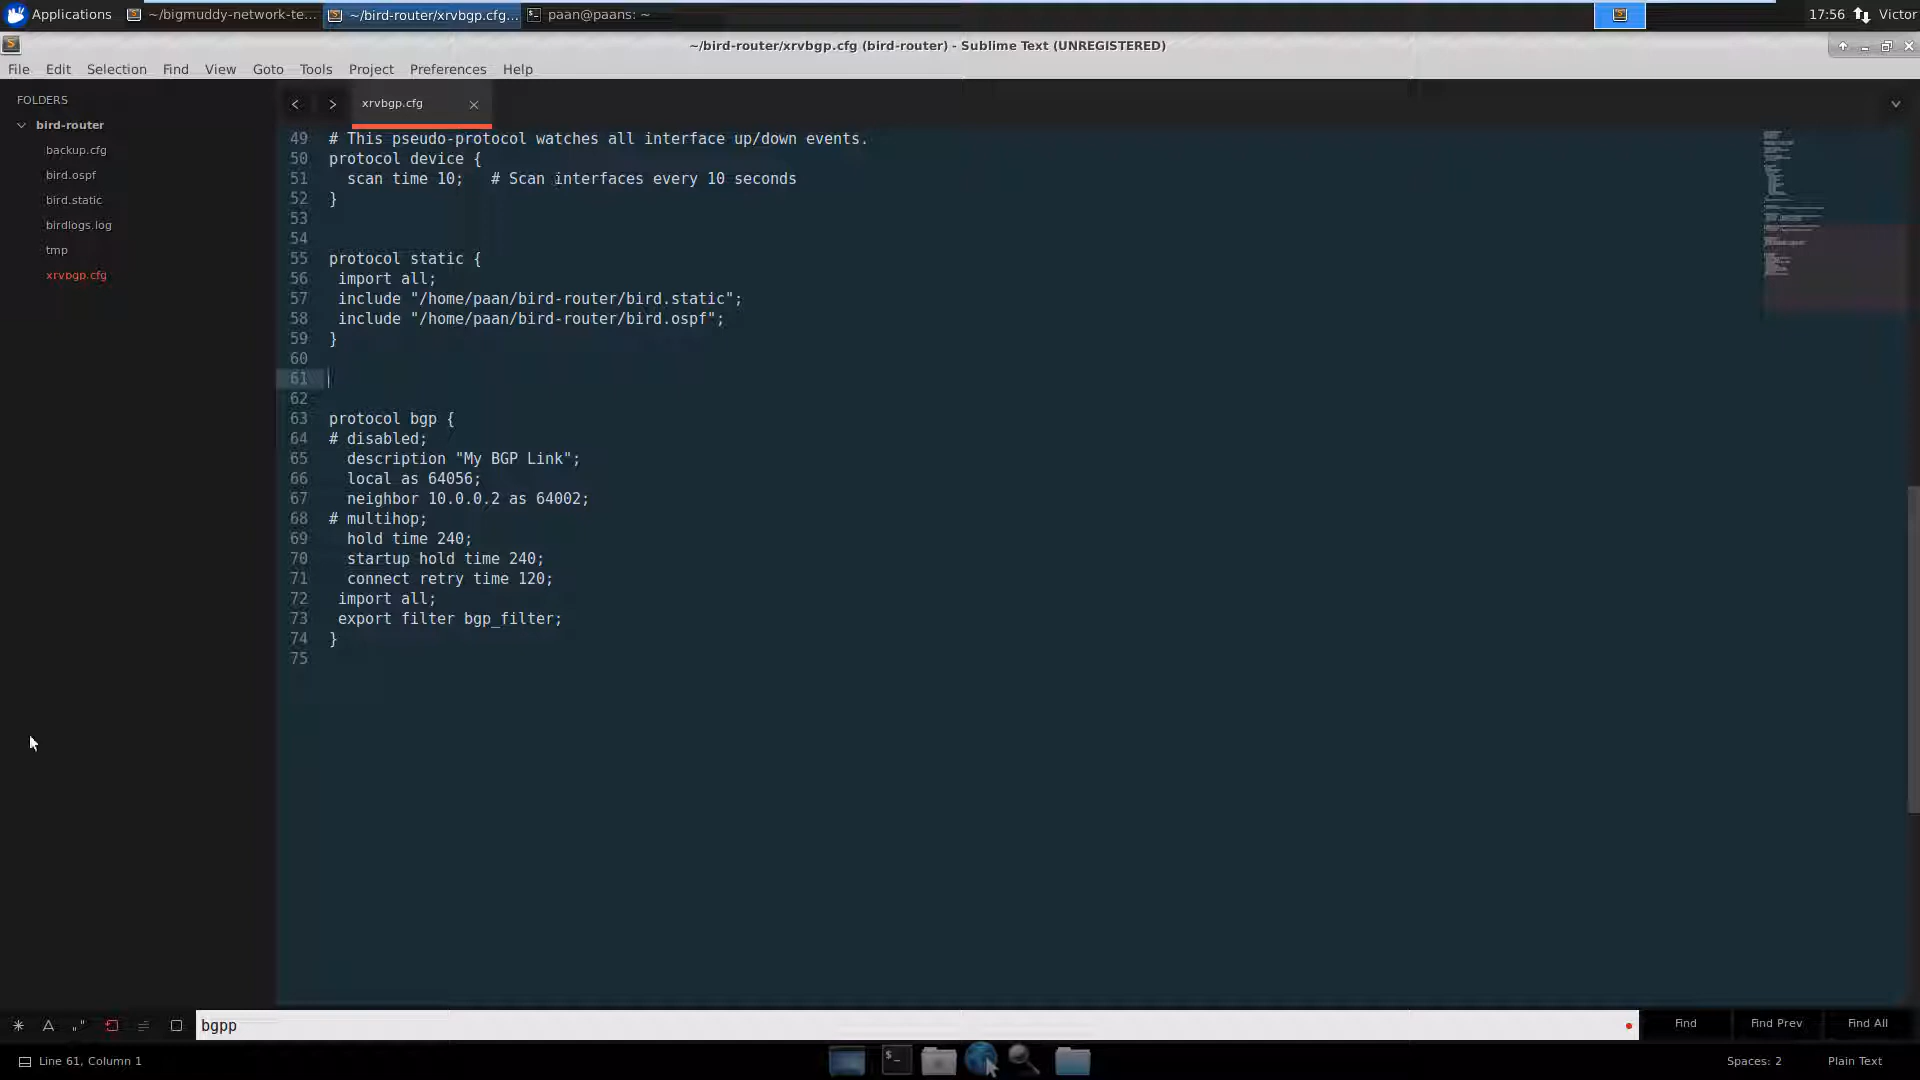 Applications
~/bigmuddy-network-te...
~/bird-router/xrvbgp.cfg...
paan@paans: ~
17:56
Victor
~/bird-router/xrvbgp.cfg (bird-router) - Sublime Text (UNREGISTERED)
File Edit Selection Find View Goto Tools Project Preferences Help
FOLDERS
bird-router
backup.cfg
bird.ospf
bird.static
birdlogs.log
tmp
xrvbgp.cfg
xrvbgp.cfg
49 # This pseudo-protocol watches all interface up/down events.
50 protocol device {
51 scan time 10; # Scan interfaces every 10 seconds
52 }
53
54
55 protocol static {
56 import all;
57 include "/home/paan/bird-router/bird.static";
58 include "/home/paan/bird-router/bird.ospf";
59 }
60
61
62
63 protocol bgp {
64 # disabled;
65 description "My BGP Link";
66 local as 64056;
67 neighbor 10.0.0.2 as 64002;
68 # multihop;
69 hold time 240;
70 startup hold time 240;
71 connect retry time 120;
72 import all;
73 export filter bgp_filter;
74 }
75
bgpp
Find
Find Prev
Find All
Line 61, Column 1
Spaces: 2
Plain Text